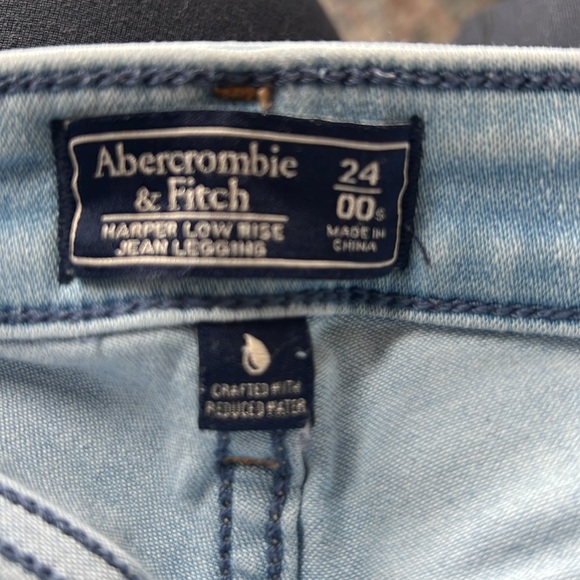 Abercrombie
& Fitch
HARPER LOW RISE
JEAN LEGGING
24
00s
MADE IN
CHINA
CRAFTED WITH
REDUCED WATER